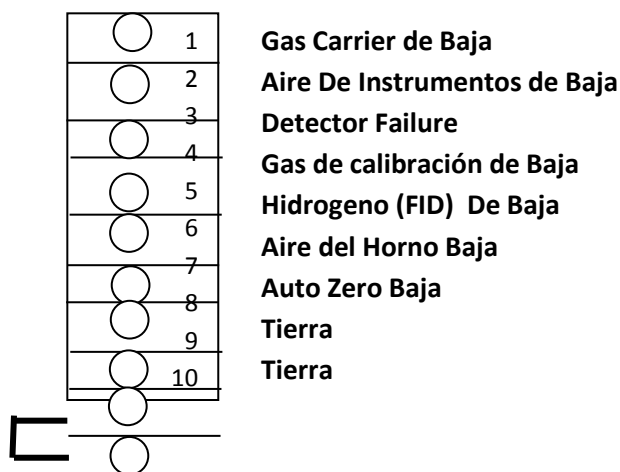 1 Gas Carrier de Baja
2 Aire De Instrumentos de Baja
3 Detector Failure
4 Gas de calibración de Baja
5 Hidrogeno (FID) De Baja
6 Aire del Horno Baja
7 Auto Zero Baja
8 Tierra
9 Tierra
10